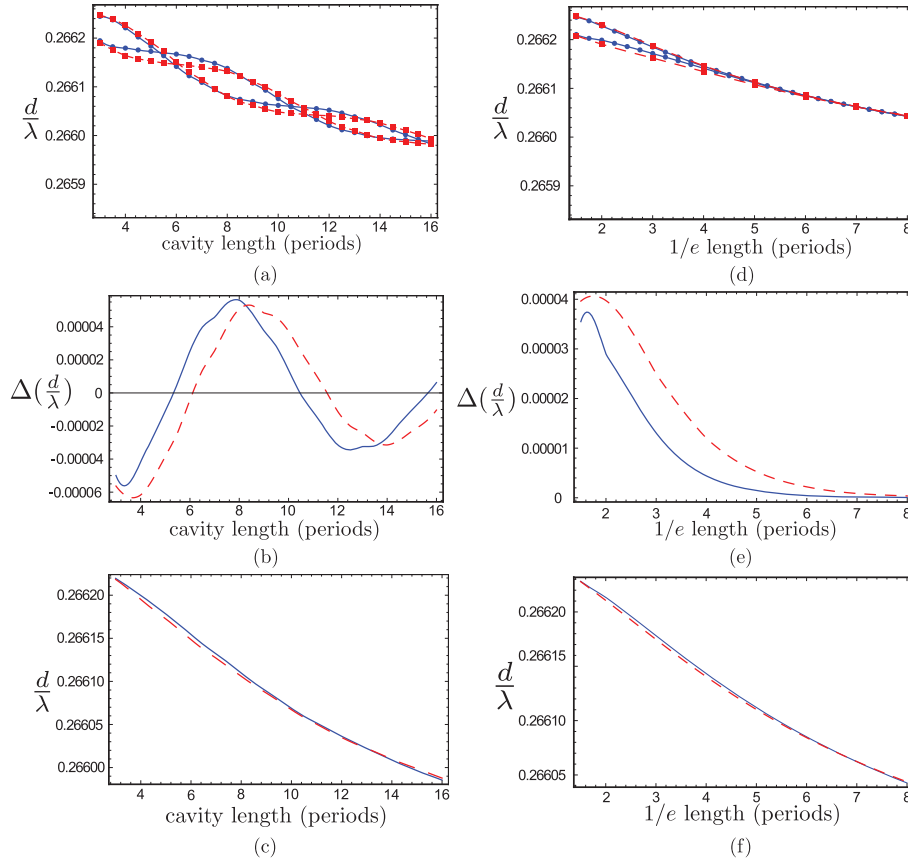 0.2662
0.2661
0.2660
0.2659
d/λ
4 6 8 10 12 14 16
cavity length (periods)
(a)
0.2662
0.2661
0.2660
0.2659
d/λ
2 3 4 5 6 7 8
1/e length (periods)
(d)
0.00004
0.00002
0
-0.00002
-0.00004
-0.00006
Δ(d/λ)
4 6 8 10 12 14 16
cavity length (periods)
(b)
0.00004
0.00003
0.00002
0.00001
0
Δ(d/λ)
2 3 4 5 6 7 8
1/e length (periods)
(e)
0.26620
0.26615
0.26610
0.26605
0.26600
d/λ
4 6 8 10 12 14 16
cavity length (periods)
(c)
0.26620
0.26615
0.26610
0.26605
d/λ
2 3 4 5 6 7 8
1/e length (periods)
(f)